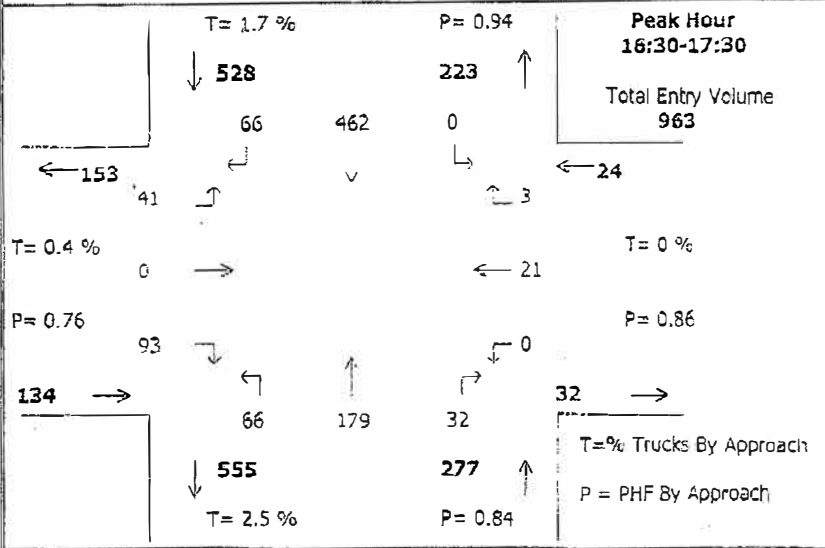 T= 1.7 % P= 0.94 Peak Hour
16:30-17:30
528 223
Total Entry Volume
66 462 0 963
153 24
41 3
T= 0.4 % T= 0 %
0 21
P= 0.76 P= 0.86
93 0
134 32
66 179 32
T=% Trucks By Approach
555 277
P = PHF By Approach
T= 2.5 % P= 0.84